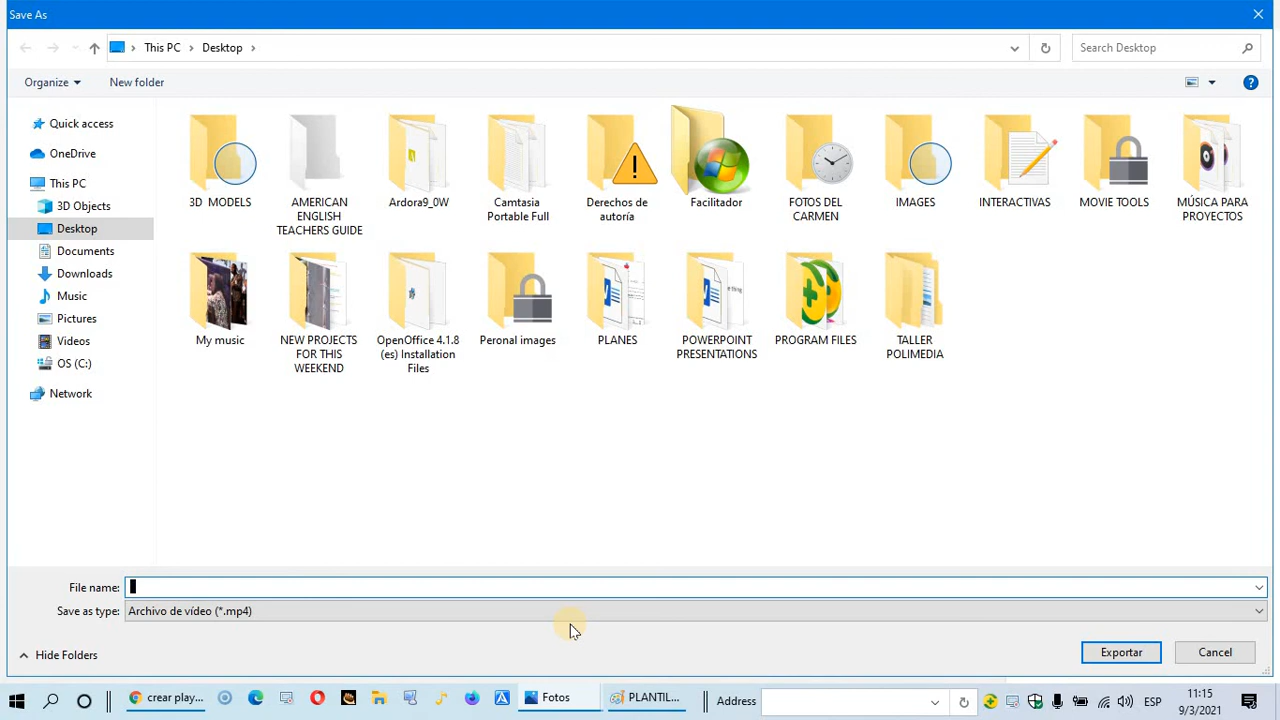 Save As
This PC
Desktop
Search Desktop
Organize
New folder
Quick access
OneDrive
This PC
3D Objects
Desktop
Documents
Downloads
Music
Pictures
Videos
OS (C:)
Network
3D MODELS
AMERICAN
ENGLISH
TEACHERS GUIDE
Ardora9_0W
Camtasia
Portable Full
Derechos de
autoría
Facilitador
FOTOS DEL
CARMEN
IMAGES
INTERACTIVAS
MOVIE TOOLS
MÚSICA PARA
PROYECTOS
My music
NEW PROJECTS
FOR THIS
WEEKEND
OpenOffice 4.1.8
(es) Installation
Files
Peronal images
PLANES
POWERPOINT
PRESENTATIONS
PROGRAM FILES
TALLER
POLIMEDIA
File name:
Save as type:
Archivo de vídeo (*.mp4)
Hide Folders
Exportar
Cancel
crear play...
Fotos
PLANTIL...
Address
ESP
11:15
9/3/2021